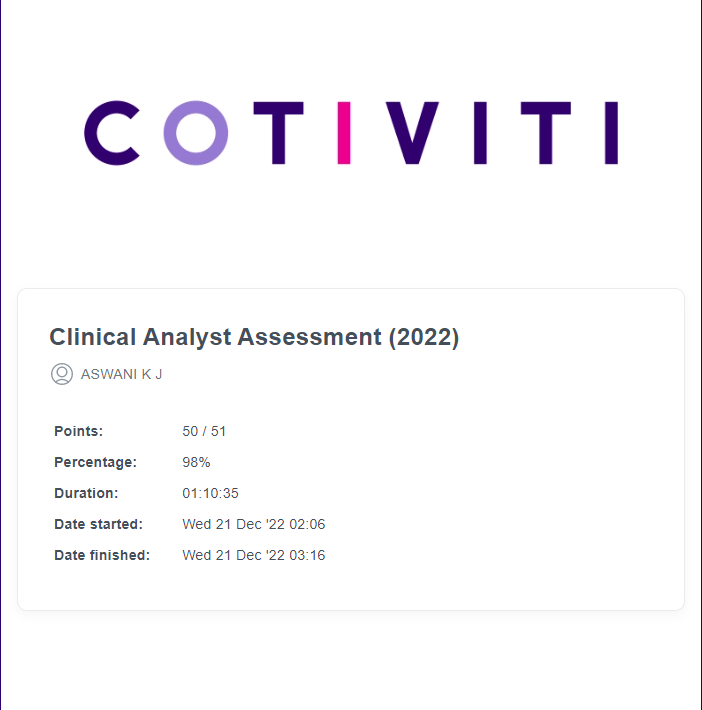 COTIVITI
Clinical Analyst Assessment (2022)
ASWANI K J
Points: 50 / 51
Percentage: 98%
Duration: 01:10:35
Date started: Wed 21 Dec '22 02:06
Date finished: Wed 21 Dec '22 03:16